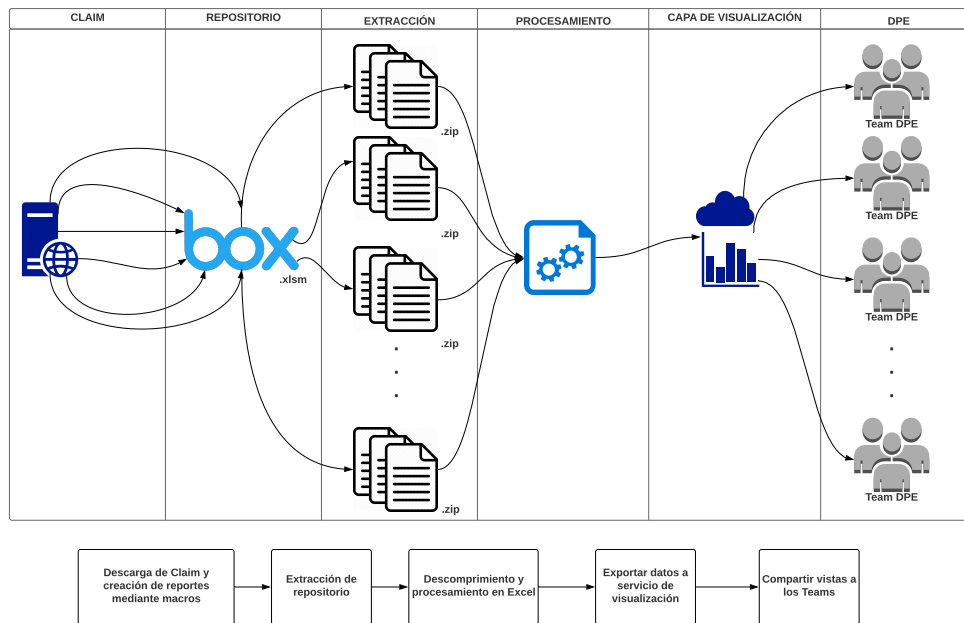 CLAIM
REPOSITORIO
EXTRACCIÓN
PROCESAMIENTO
CAPA DE VISUALIZACIÓN
DPE
.zip
.zip
.zip
.zip
box
.xlsm
.
.
.
Team DPE
Team DPE
Team DPE
.
.
.
Team DPE
Descarga de Claim y
creación de reportes
mediante macros
Extracción de
repositorio
Descomprimiento y
procesamiento en Excel
Exportar datos a
servicio de
visualización
Compartir vistas a
los Teams